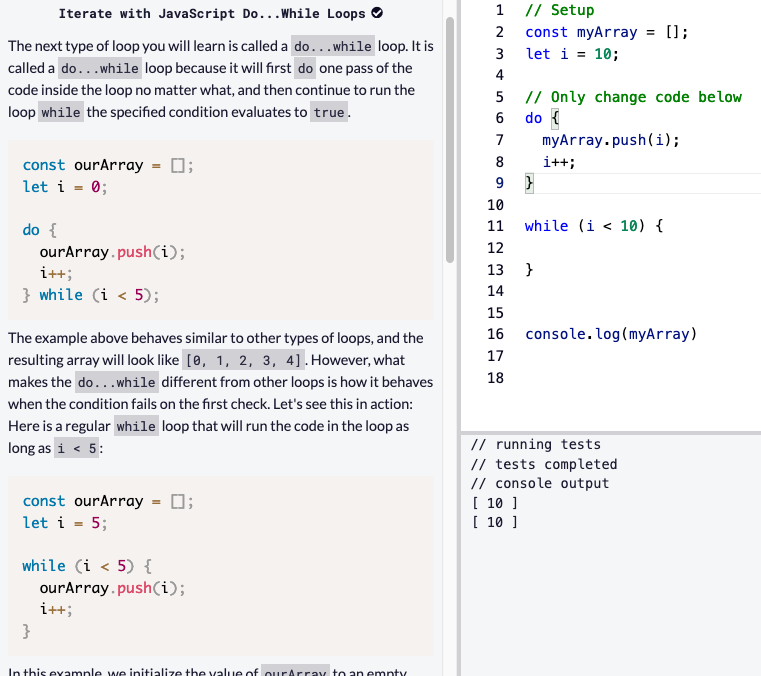 Iterate with JavaScript Do...While Loops
The next type of loop you will learn is called a do...while loop. It is
called a do...while loop because it will first do one pass of the
code inside the loop no matter what, and then continue to run the
loop while the specified condition evaluates to true.
const ourArray = [];
let i = 0;
do {
ourArray.push(i);
i++;
} while (i < 5);
The example above behaves similar to other types of loops, and the
resulting array will look like [0, 1, 2, 3, 4]. However, what
makes the do...while different from other loops is how it behaves
when the condition fails on the first check. Let's see this in action:
Here is a regular while loop that will run the code in the loop as
long as i < 5:
const ourArray = [];
let i = 5;
while (i < 5) {
ourArray.push(i);
i++;
}
In this example, we initialize the value of ourArray to an empty
1 // Setup
2 const myArray = [];
3 let i = 10;
4
5 // Only change code below
6 do {
7 myArray.push(i);
8 i++;
9 }
10
11 while (i < 10) {
12
13 }
14
15
16 console.log(myArray)
17
18
// running tests
// tests completed
// console output
[ 10 ]
[ 10 ]